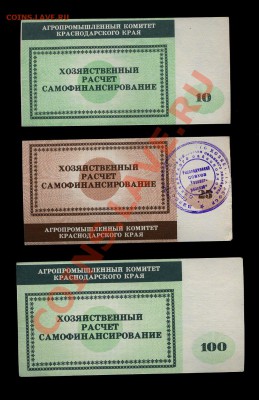 COINS.LAVE.RU
АГРОПРОМЫШЛЕННЫЙ КОМИТЕТ
КРАСНОДАРСКОГО КРАЯ
ХОЗЯЙСТВЕННЫЙ
РАСЧЕТ
САМОФИНАНСИРОВАНИЕ
10
ХОЗЯЙСТВЕННЫЙ
РАСЧЕТ
САМОФИНАНСИРОВАНИЕ
АГРОПРОМЫШЛЕННЫЙ КОМИТЕТ
КРАСНОДАРСКОГО КРАЯ
АГРОПРОМЫШЛЕННЫЙ КОМИТЕТ
КРАСНОДАРСКОГО КРАЯ
ХОЗЯЙСТВЕННЫЙ
РАСЧЕТ
САМОФИНАНСИРОВАНИЕ
100